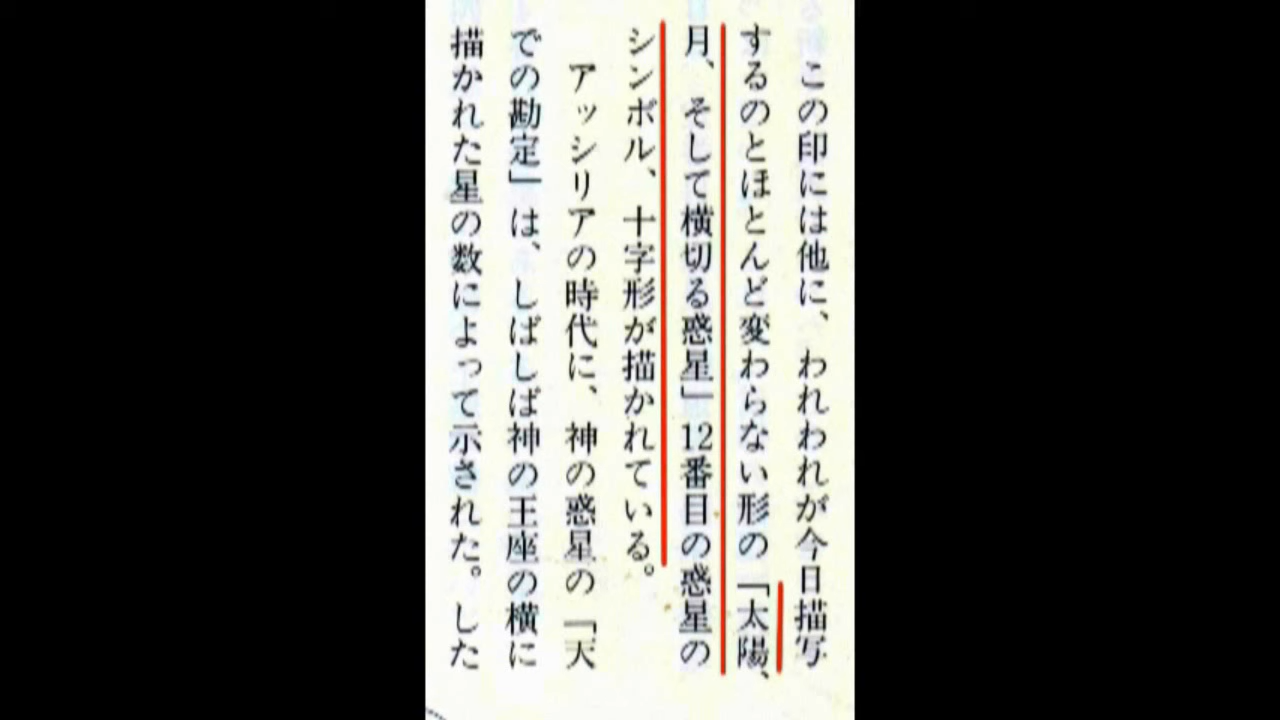 この印には他に、われわれが今日描写
するのとほとんど変わらない形の「太陽、
月、そして横切る惑星」12番目の惑星の
シンボル、十字形が描かれている。
アッシリアの時代に、神の惑星の「天
での勘定」は、しばしば神の王座の横に
描かれた星の数によって示された。した